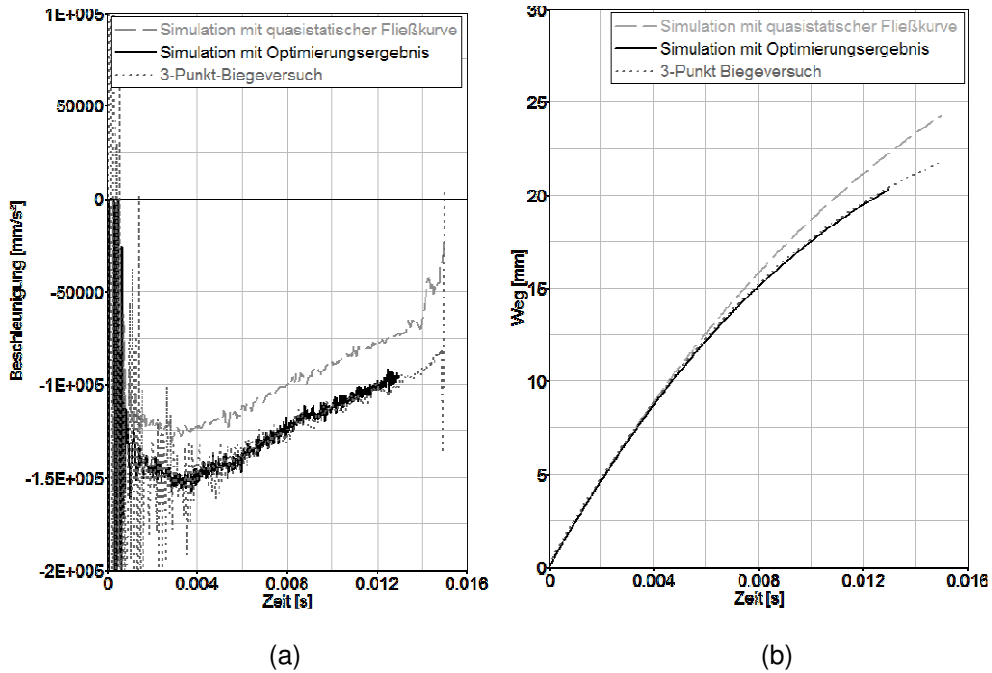 1E+005
50000
0
-50000
-1E+005
-1.5E+005
-2E+005
Beschleunigung [mm/s²]
Simulation mit quasistatischer Fließkurve
Simulation mit Optimierungsergebnis
3-Punkt-Biegeversuch
0 0.004 0.008 0.012 0.016
Zeit [s]
(a)
30
25
20
15
10
5
0
Weg [mm]
Simulation mit quasistatischer Fließkurve
Simulation mit Optimierungsergebnis
3-Punkt Biegeversuch
0 0.004 0.008 0.012 0.016
Zeit [s]
(b)